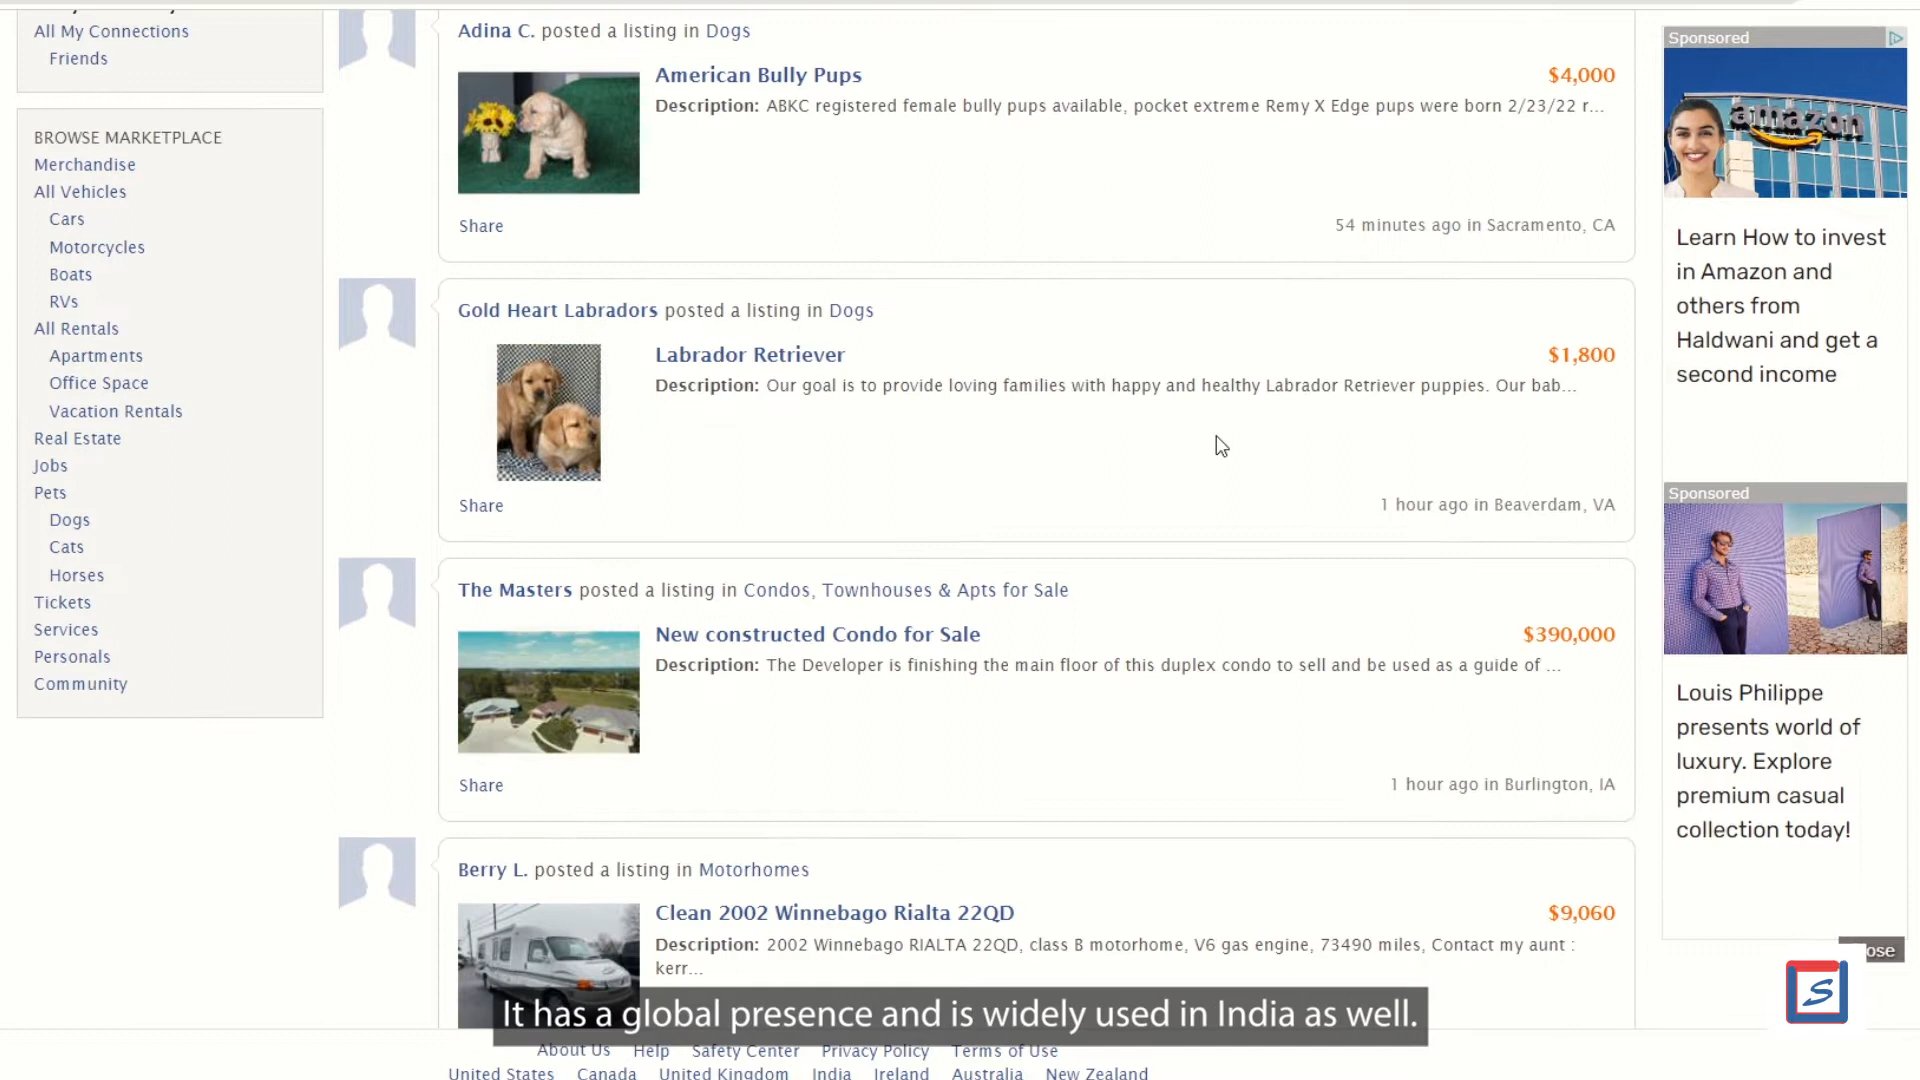 All My Connections
Friends
BROWSE MARKETPLACE
Merchandise
All Vehicles
Cars
Motorcycles
Boats
RVs
All Rentals
Apartments
Office Space
Vacation Rentals
Real Estate
Jobs
Pets
Dogs
Cats
Horses
Tickets
Services
Personals
Community
Adina C. posted a listing in Dogs
American Bully Pups $4,000
Description: ABKC registered female bully pups available, pocket extreme Remy X Edge pups were born 2/23/22 r...
Share 54 minutes ago in Sacramento, CA
Gold Heart Labradors posted a listing in Dogs
Labrador Retriever $1,800
Description: Our goal is to provide loving families with happy and healthy Labrador Retriever puppies. Our bab...
Share 1 hour ago in Beaverdam, VA
The Masters posted a listing in Condos, Townhouses & Apts for Sale
New constructed Condo for Sale $390,000
Description: The Developer is finishing the main floor of this duplex condo to sell and be used as a guide of ...
Share 1 hour ago in Burlington, IA
Berry L. posted a listing in Motorhomes
Clean 2002 Winnebago Rialta 22QD $9,060
Description: 2002 Winnebago RIALTA 22QD, class B motorhome, V6 gas engine, 73490 miles, Contact my aunt :
kerr...
Sponsored
amazon
Learn How to invest
in Amazon and
others from
Haldwani and get a
second income
Sponsored
Louis Philippe
presents world of
luxury. Explore
premium casual
collection today!
ose
S
It has a global presence and is widely used in India as well.
About Us Help Safety Center Privacy Policy Terms of Use
United States Canada United Kingdom India Ireland Australia New Zealand